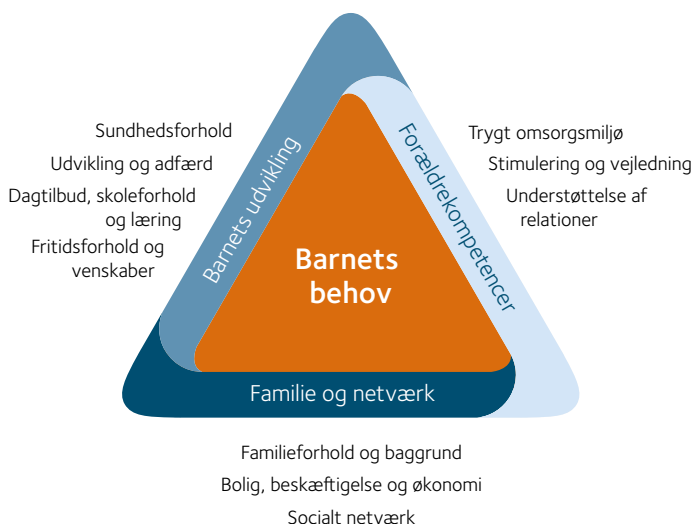 Sundhedsforhold
Udvikling og adfærd
Dagtilbud, skoleforhold
og læring
Fritidsforhold og
venskaber
Barnets udvikling
Forældrekompetencer
Trygt omsorgsmiljø
Stimulering og vejledning
Understøttelse af
relationer
Barnets
behov
Familie og netværk
Familieforhold og baggrund
Bolig, beskæftigelse og økonomi
Socialt netværk